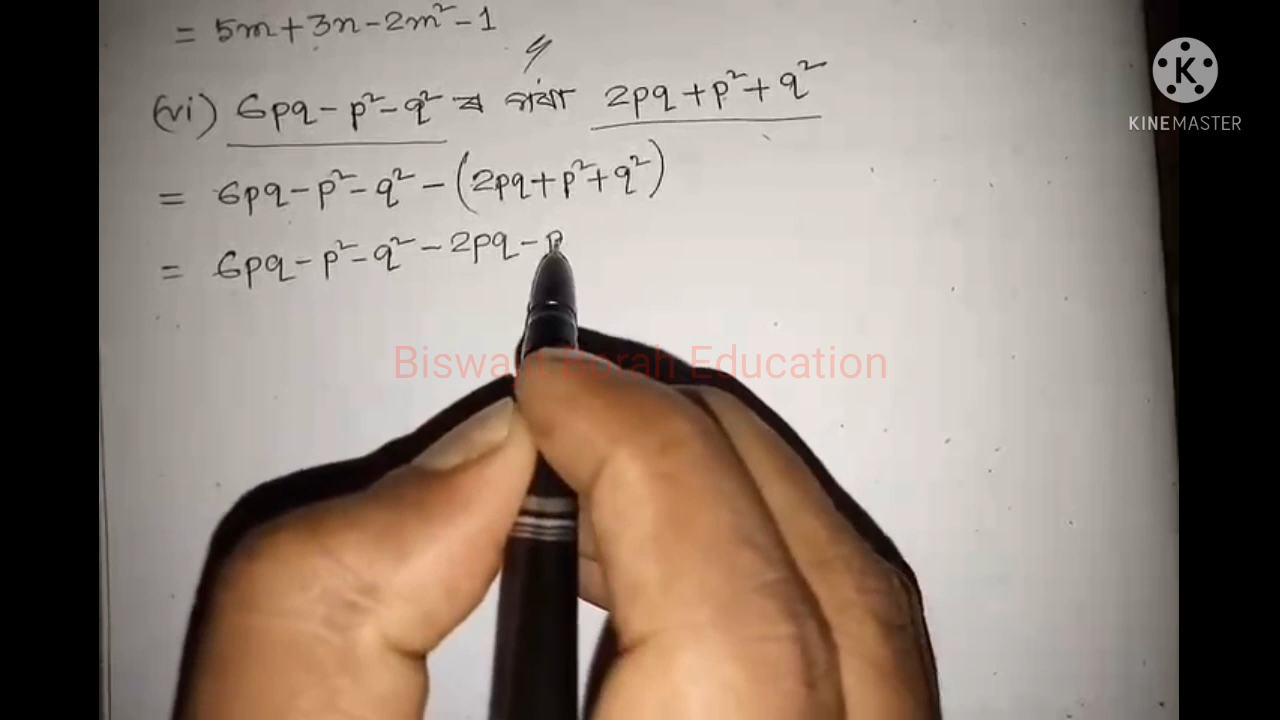 = 5m+3n-2m²-1
(vi) 6pq-p²-q² ৰ পৰা 2pq+p²+q²
= 6pq-p²-q²-(2pq+p²+q²)
= 6pq-p²-q²-2pq-p
KINEMASTER
Biswajit Borah Education